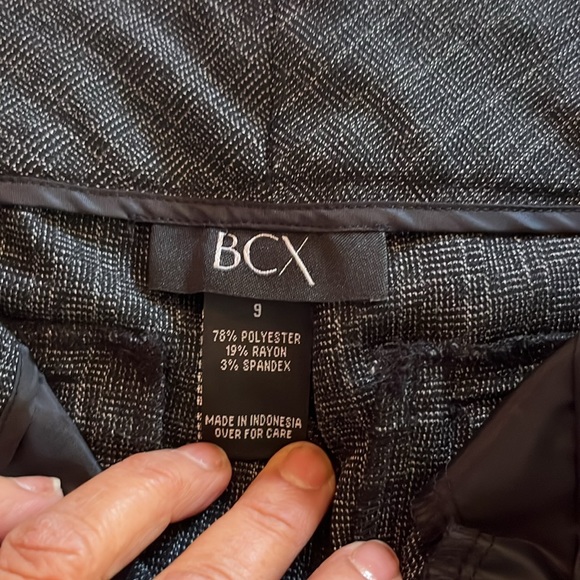 BCX
9
78% POLYESTER
19% RAYON
3% SPANDEX
MADE IN INDONESIA
OVER FOR CARE